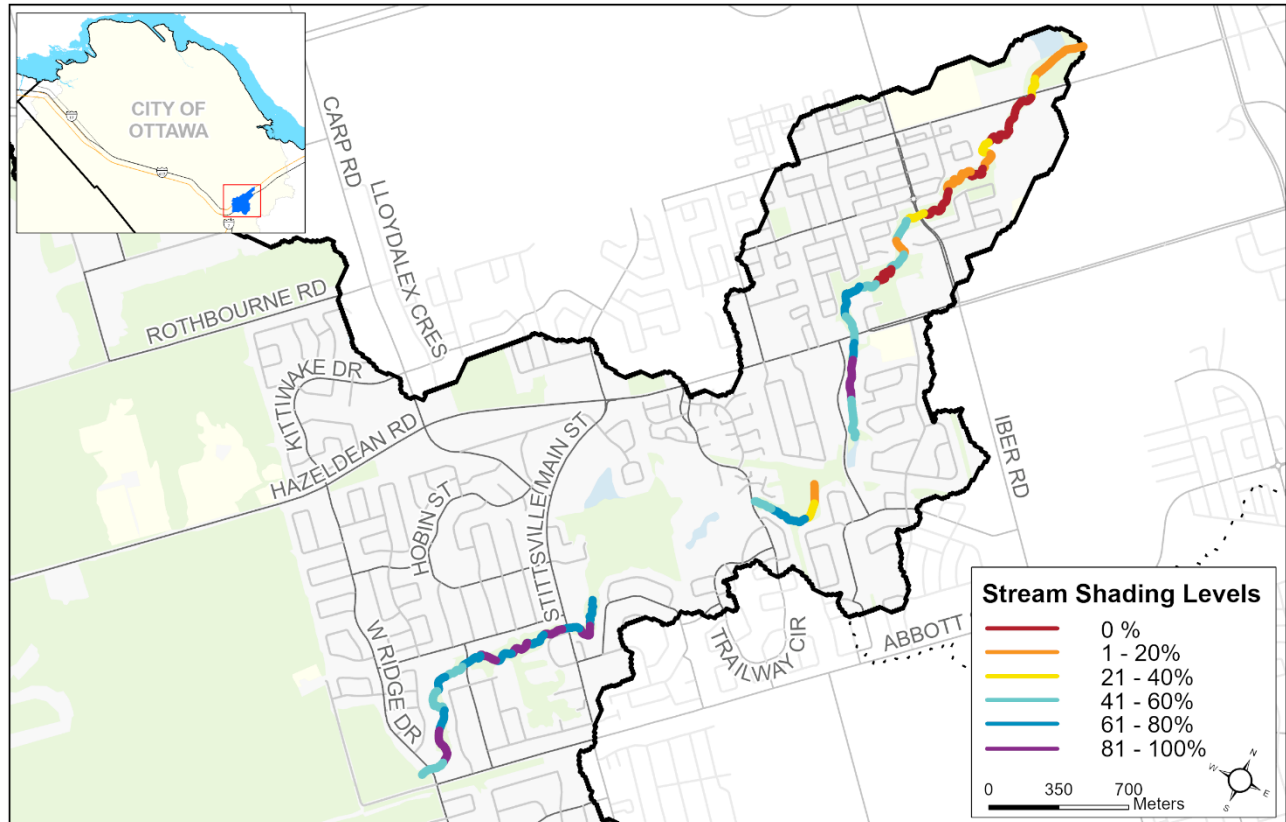 CITY OF
OTTAWA
CARP RD
LLOYDALEX CRES
ROTHBOURNE RD
KITTIWAKE DR
HAZELDEAN RD
STITTSVILLE MAIN ST
HOBIN ST
IBER RD
W RIDGE DR
TRAILWAY CIR
ABBOTT
Stream Shading Levels
0 %
1 - 20%
21 - 40%
41 - 60%
61 - 80%
81 - 100%
N
W
E
S
0 350 700
Meters